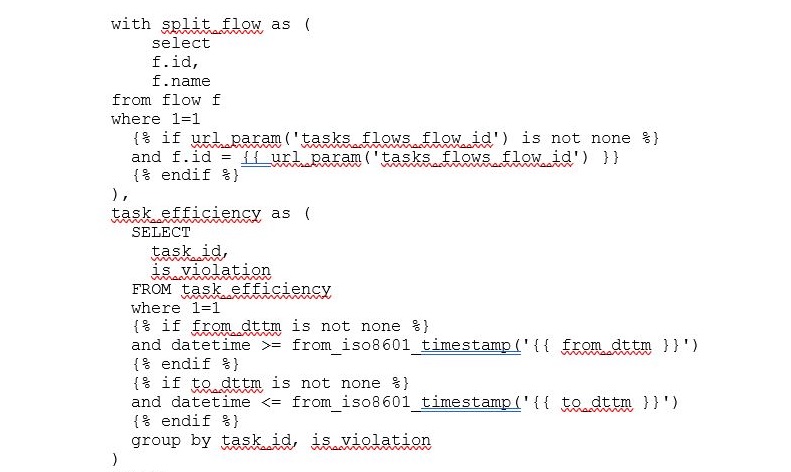 with split_flow as (
    select
    f.id,
    f.name
from flow f
where 1=1
  {% if url_param('tasks_flows_flow_id') is not none %}
  and f.id = {{ url_param('tasks_flows_flow_id') }}
  {% endif %}
),
task_efficiency as (
  SELECT
    task_id,
    is_violation
  FROM task_efficiency
  where 1=1
  {% if from_dttm is not none %}
  and datetime >= from_iso8601_timestamp('{{ from_dttm }}')
  {% endif %}
  {% if to_dttm is not none %}
  and datetime <= from_iso8601_timestamp('{{ to_dttm }}')
  {% endif %}
  group by task_id, is_violation
)